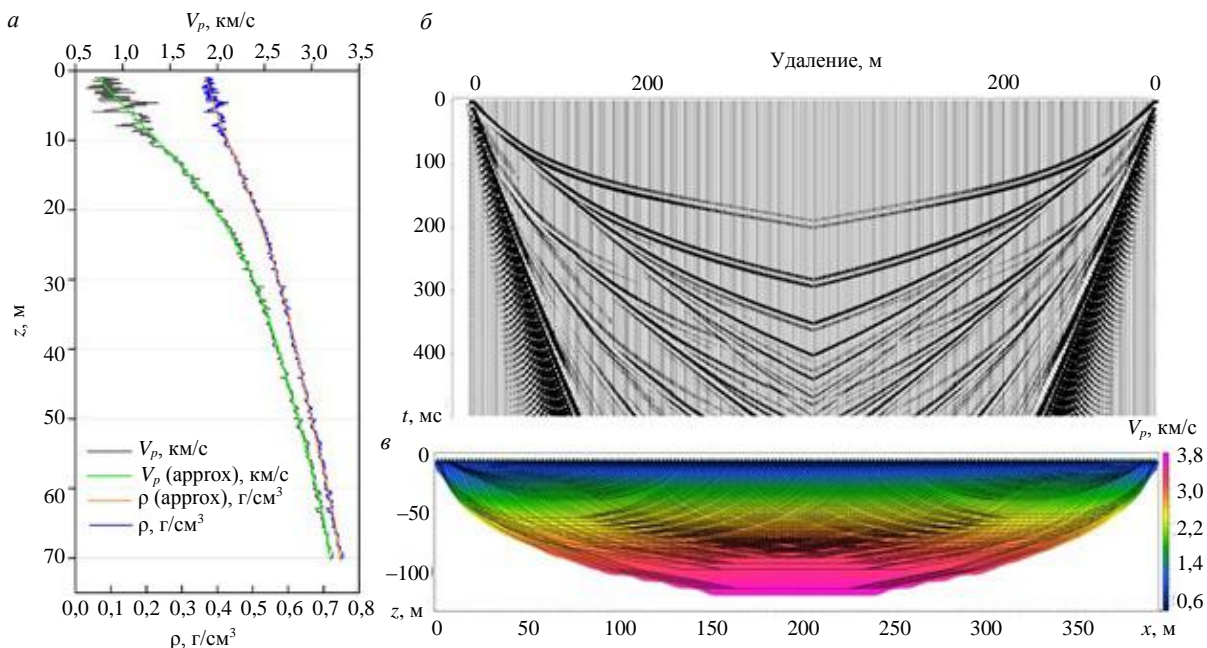 а
V_p, км/с
0,5 1,0 1,5 2,0 2,5 3,0 3,5
0
10
20
30
40
50
60
70
z, м
V_p, км/с
V_p (approx), км/с
ρ (approx), г/см³
ρ, г/см³
0,0 0,1 0,2 0,3 0,4 0,5 0,6 0,7 0,8
ρ, г/см³
б
Удаление, м
0 200 200 0
0
100
200
300
400
t, мс
в
V_p, км/с
0
–50
–100
z, м
3,8
3,0
2,2
1,4
0,6
0 50 100 150 200 250 300 350 x, м